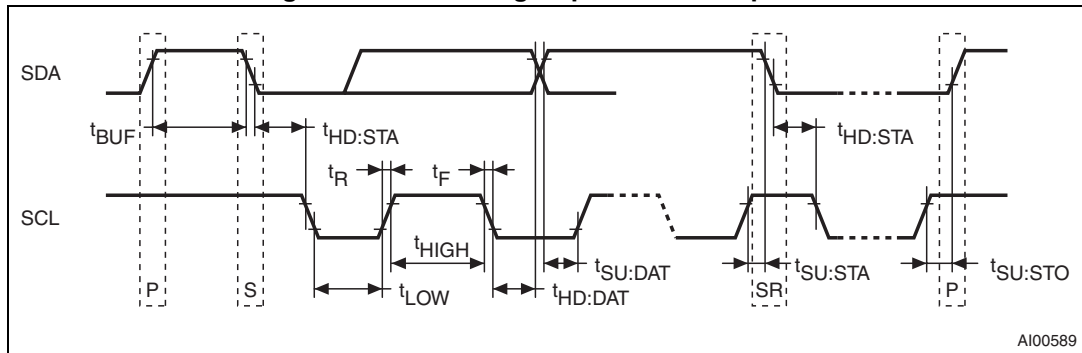 SDA
tBUF
tHD:STA
tHD:STA
tR
tF
SCL
tHIGH
tSU:DAT
tSU:STA
tSU:STO
P
S
tLOW
tHD:DAT
SR
P
AI00589